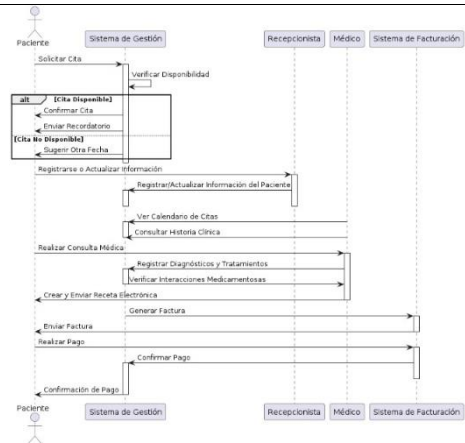 Paciente
Sistema de Gestión
Recepcionista
Médico
Sistema de Facturación
Solicitar Cita
Verificar Disponibilidad
alt
[Cita Disponible]
Confirmar Cita
Enviar Recordatorio
[Cita No Disponible]
Sugerir Otra Fecha
Registrarse o Actualizar Información
Registrar/Actualizar Información del Paciente
Ver Calendario de Citas
Consultar Historia Clínica
Realizar Consulta Médica
Registrar Diagnósticos y Tratamientos
Verificar Interacciones Medicamentosas
Crear y Enviar Receta Electrónica
Generar Factura
Enviar Factura
Realizar Pago
Confirmar Pago
Confirmación de Pago
Paciente
Sistema de Gestión
Recepcionista
Médico
Sistema de Facturación